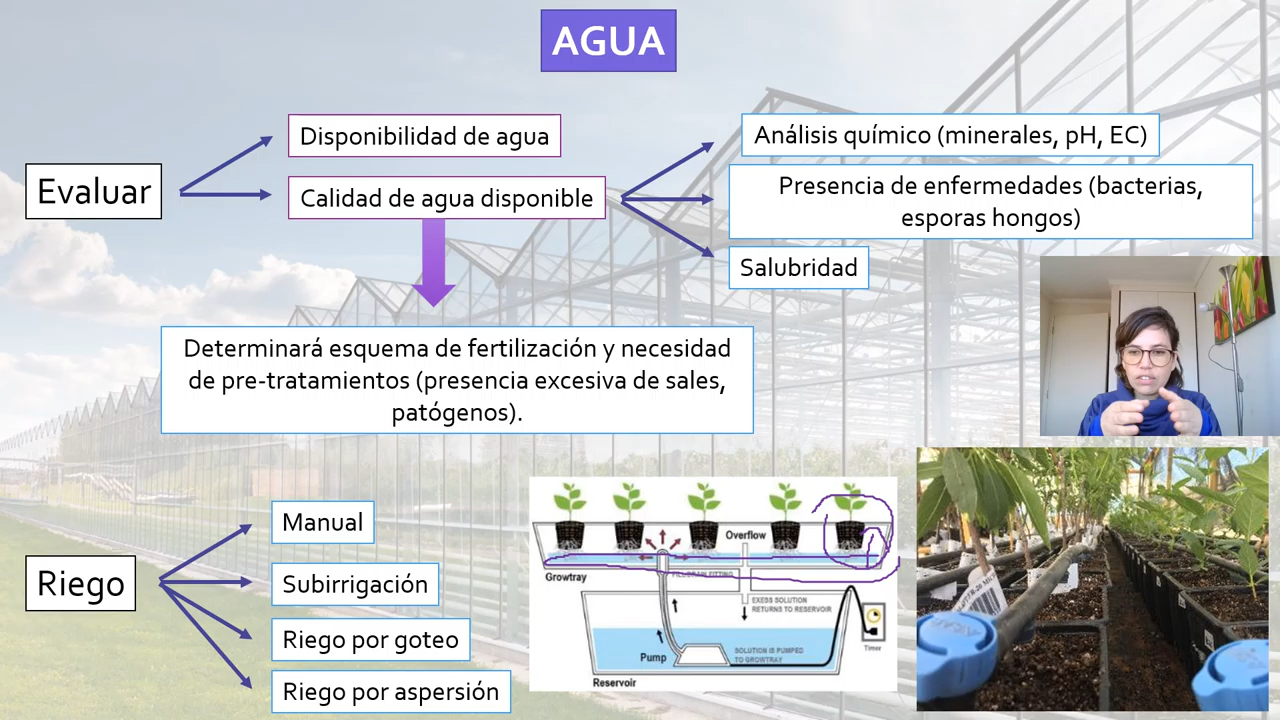 AGUA
Evaluar
Disponibilidad de agua
Calidad de agua disponible
Análisis químico (minerales, pH, EC)
Presencia de enfermedades (bacterias,
esporas hongos)
Salubridad
Determinará esquema de fertilización y necesidad
de pre-tratamientos (presencia excesiva de sales,
patógenos).
Riego
Manual
Subirrigación
Riego por goteo
Riego por aspersión
Overflow
Growtray
EXESS SOLUTION
RETURNS TO RESERVOIR
Timer
Pump
SOLUTION IS PUMPED
TO GROWTRAY
Reservoir